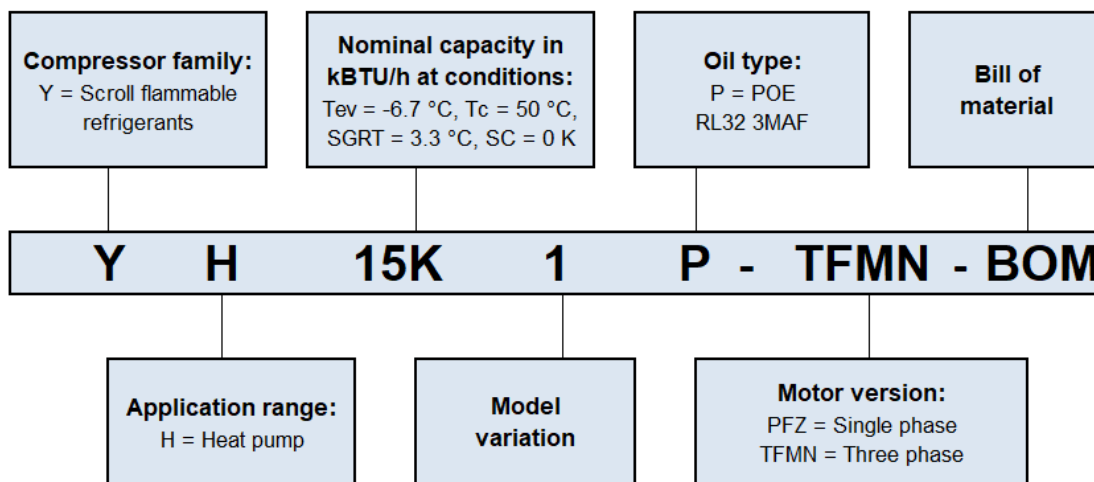 Compressor family:
Y = Scroll flammable
refrigerants
Nominal capacity in
kBTU/h at conditions:
Tev = -6.7 °C, Tc = 50 °C,
SGRT = 3.3 °C, SC = 0 K
Oil type:
P = POE
RL32 3MAF
Bill of
material
Y H 15K 1 P - TFMN - BOM
Application range:
H = Heat pump
Model
variation
Motor version:
PFZ = Single phase
TFMN = Three phase